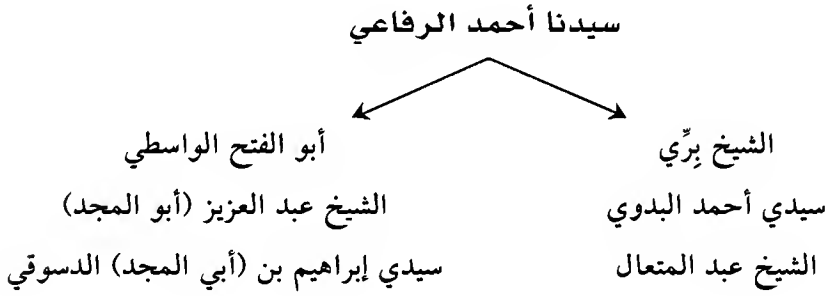 سيدنا أحمد الرفاعي
الشيخ بِرِّي
أبو الفتح الواسطي
سيدي أحمد البدوي
الشيخ عبد العزيز (أبو المجد)
الشيخ عبد المتعال
سيدي إبراهيم بن (أبي المجد) الدسوقي